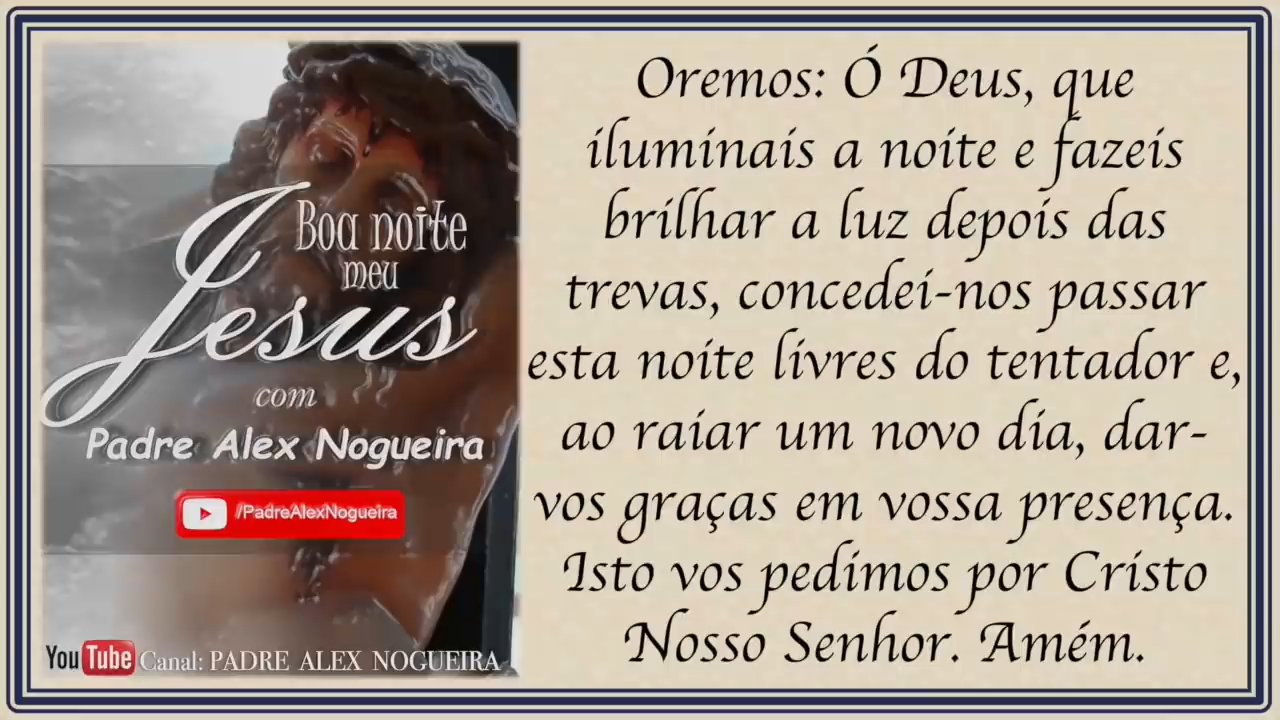 Boa noite
meu
Jesus
com
Padre Alex Nogueira
/PadreAlexNogueira
YouTube Canal: PADRE ALEX NOGUEIRA
Oremos: Ó Deus, que
iluminais a noite e fazeis
brilhar a luz depois das
trevas, concedei-nos passar
esta noite livres do tentador e,
ao raiar um novo dia, dar-
vos graças em vossa presença.
Isto vos pedimos por Cristo
Nosso Senhor. Amém.